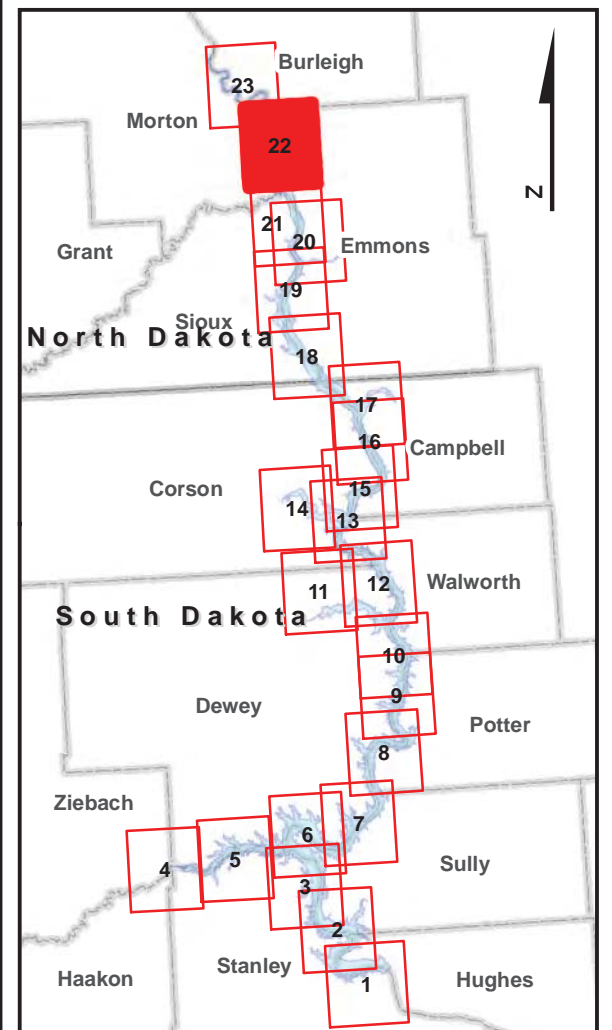 Burleigh
23
Morton
22
N
21
Grant
20
Emmons
19
Sioux
North Dakota
18
17
16
Campbell
15
Corson
14
13
12
Walworth
11
South Dakota
10
9
Dewey
Potter
8
Ziebach
7
6
5
Sully
4
3
2
Stanley
Haakon
Hughes
1